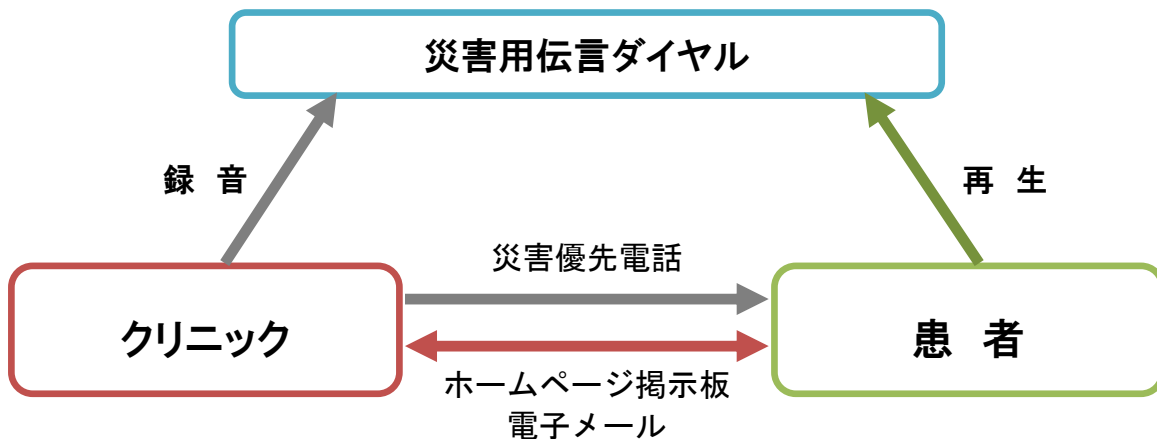 災害用伝言ダイヤル
録　音
再　生
災害優先電話
クリニック
患　者
ホームページ掲示板
電子メール